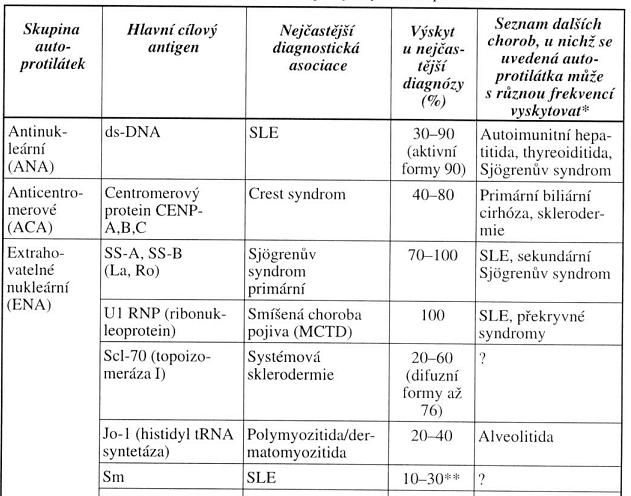 Skupina
auto-
protilátek
Hlavní cílový
antigen
Nejčastější
diagnostická
asociace
Výskyt
u nejčas-
tější
diagnózy
(%)
Seznam dalších
chorob, u nichž se
uvedená auto-
protilátka může
s různou frekvencí
vyskytovat*
Antinuk-
leární
(ANA)
ds-DNA
SLE
30–90
(aktivní
formy 90)
Autoimunitní hepa-
titida, thyreoiditida,
Sjögrenův syndrom
Anticentro-
merové
(ACA)
Centromerový
protein CENP-
A,B,C
Crest syndrom
40–80
Primární biliární
cirhóza, skleroder-
mie
Extraho-
vatelné
nukleární
(ENA)
SS-A, SS-B
(La, Ro)
Sjögrenův
syndrom
primární
70–100
SLE, sekundární
Sjögrenův syndrom
U1 RNP (ribonuk-
leoprotein)
Smíšená choroba
pojiva (MCTD)
100
SLE, překryvné
syndromy
Scl-70 (topoizo-
meráza I)
Systémová
sklerodermie
20–60
(difuzní
formy až
76)
?
Jo-1 (histidyl tRNA
syntetáza)
Polymyozitida/der-
matomyozitida
20–40
Alveolitida
Sm
SLE
10–30**
?